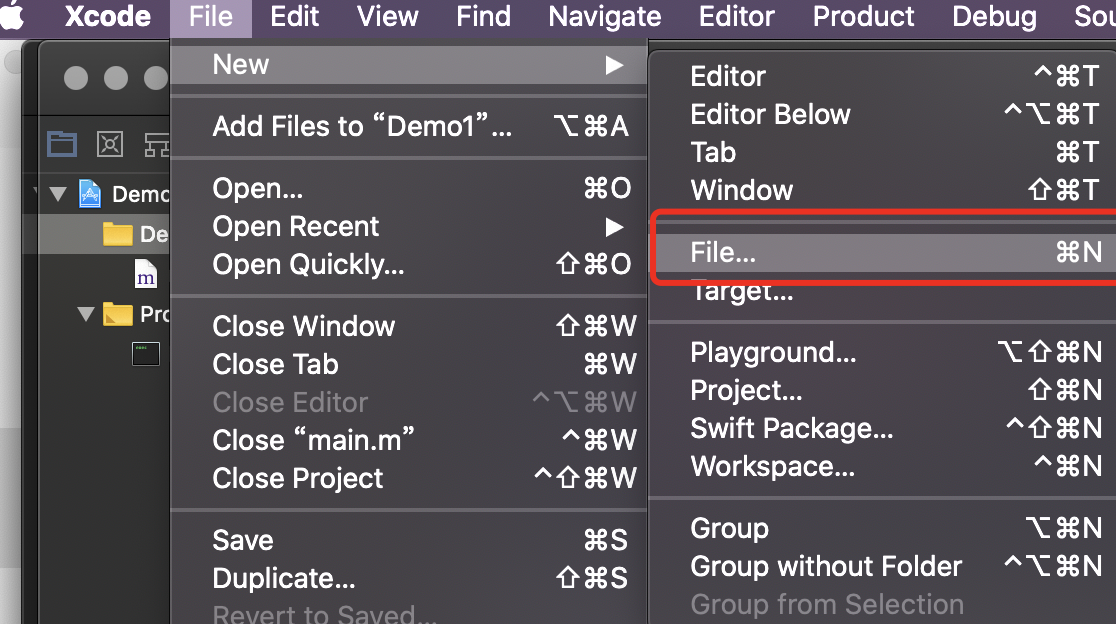 Xcode File Edit View Find Navigate Editor Product Debug Sou
New ▶
Add Files to “Demo1”... ⌥⌘A
Open... ⌘O
Open Recent ▶
Open Quickly... ⇧⌘O
Close Window ⇧⌘W
Close Tab ⌘W
Close Editor ^⌥⌘W
Close “main.m” ^⌘W
Close Project ^⇧⌘W
Save ⌘S
Duplicate... ⇧⌘S
Revert to Saved...
Editor ^⌘T
Editor Below ^⌥⌘T
Tab ⌘T
Window ⇧⌘T
File... ⌘N
Target...
Playground... ⌥⇧⌘N
Project... ⇧⌘N
Swift Package... ^⇧⌘N
Workspace... ^⌘N
Group ⌥⌘N
Group without Folder ^⌥⌘N
Group from Selection
Demo
De
m
Pro